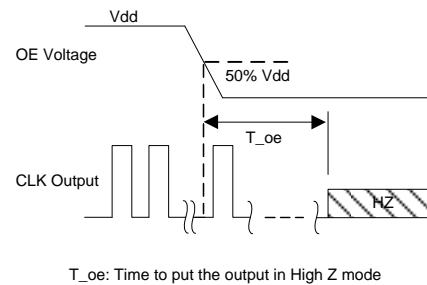 Vdd
OE Voltage
50% Vdd
T_oe
CLK Output
HZ
T_oe: Time to put the output in High Z mode